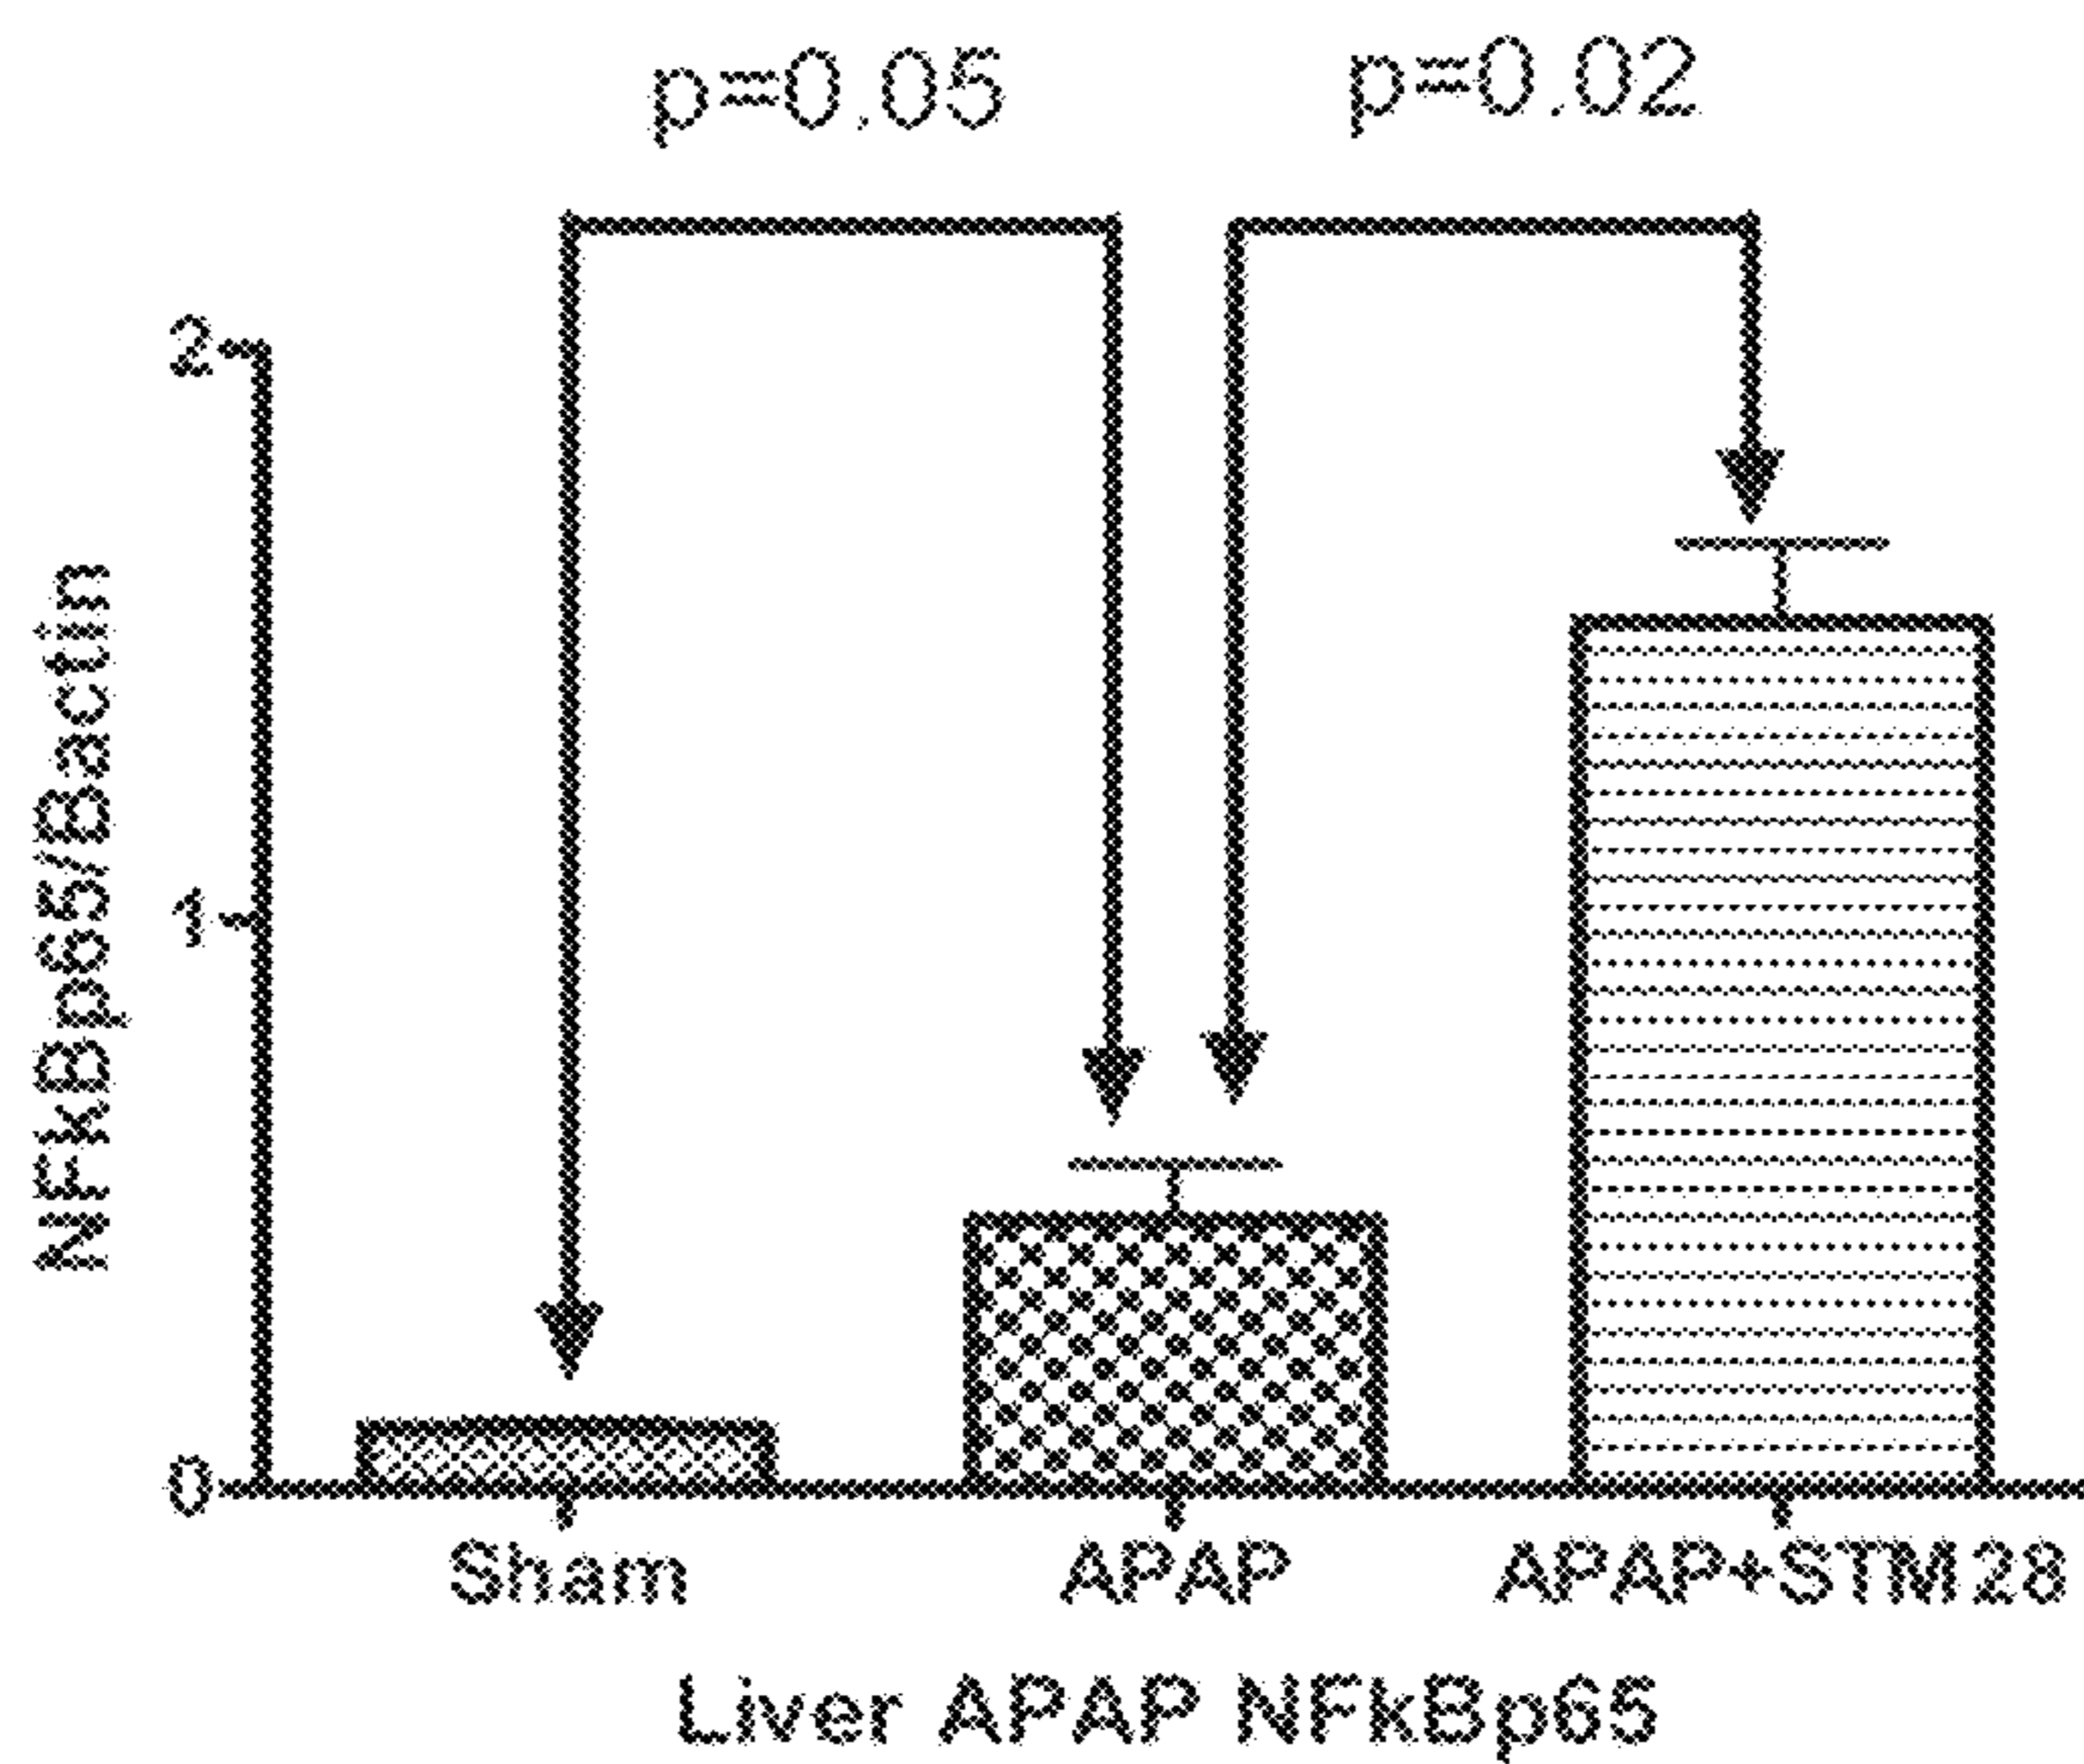 p=0.05
p=0.02
2
1
0
NFkBp65/Bactin
Sham
APAP
APAP+STM28
Liver APAP NFkBp65